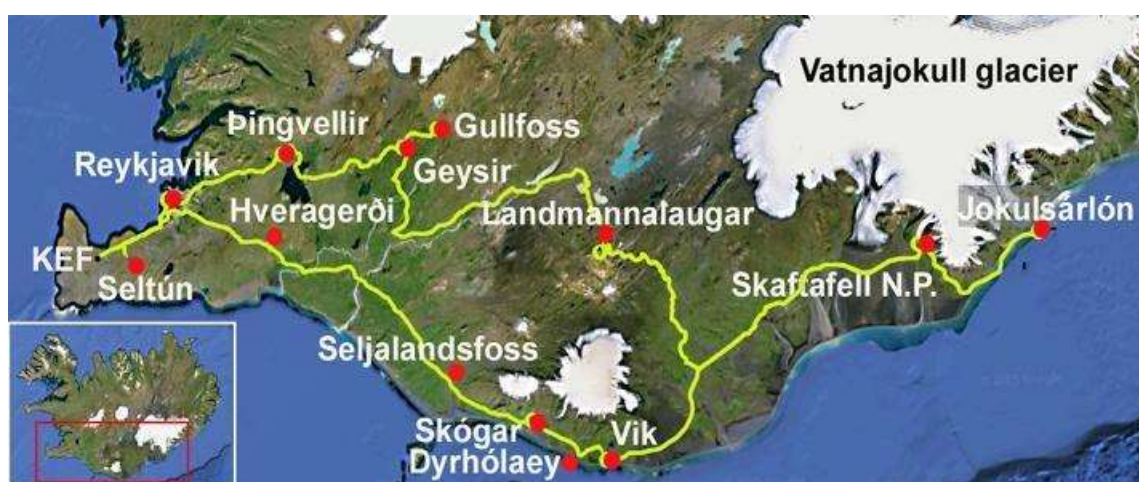 Vatnajokull glacier
Þingvellir
Gullfoss
Reykjavik
Geysir
Hveragerði
Landmannalaugar
Jokulsárlón
KEF
Seltún
Skaftafell N.P.
Seljalandsfoss
Skógar
Vik
Dyrhólaey